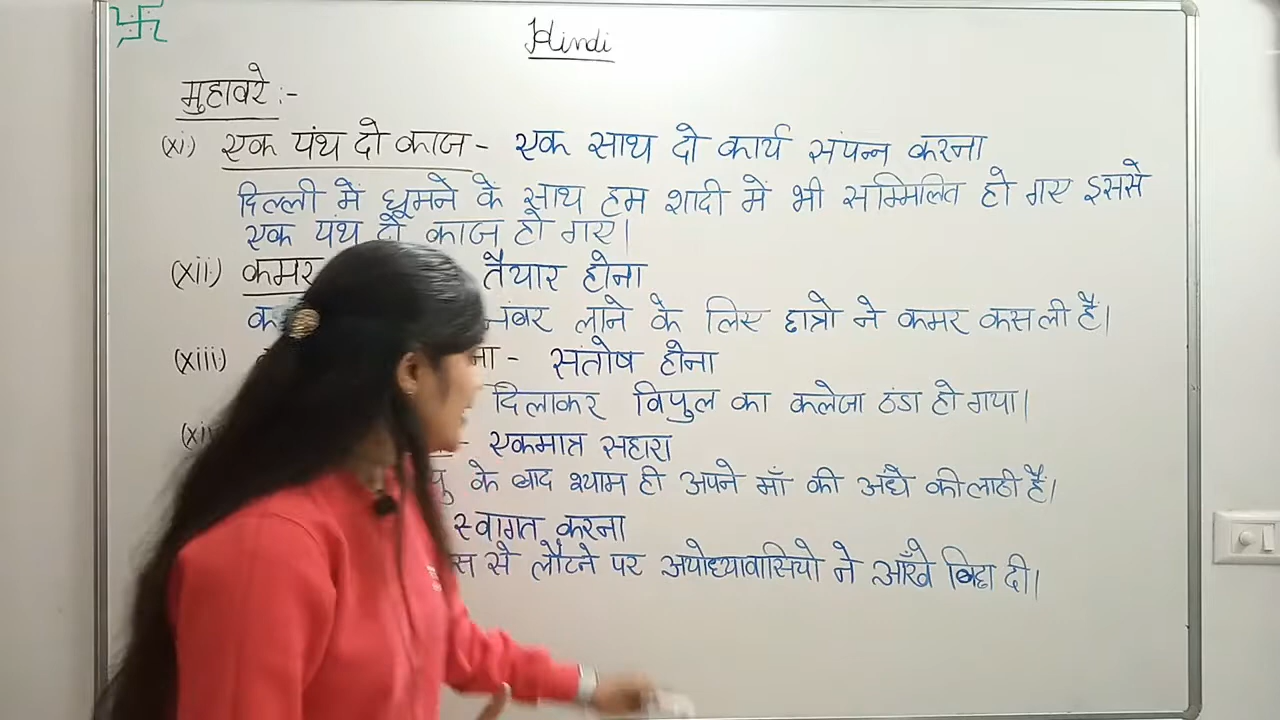 Hindi
मुहावरे :-
(xi) एक पंथ दो काज - एक साथ दो कार्य संपन्न करना
दिल्ली में घूमने के साथ हम शादी में भी सम्मिलित हो गए इससे
एक पंथ दो काज हो गए।
(xii) कमर तैयार होना
लाने के लिए छात्रो ने कमर कस ली है।
(xiii) ना - संतोष होना
दिलाकर विपुल का कलेजा ठंडा हो गया।
- एकमात्र सहारा
के बाद श्याम ही अपने माँ की अंधे की लाठी है।
स्वागत करना
से लौटने पर अयोध्यावासियो ने आँखे बिछा दी।